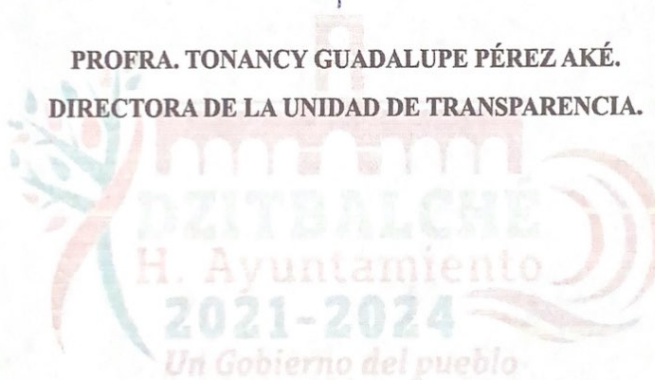 PROFRA. TONANCY GUADALUPE PÉREZ AKÉ.
DIRECTORA DE LA UNIDAD DE TRANSPARENCIA.
DZITBALCHÉ
H. Ayuntamiento
2021-2024
Un Gobierno del pueblo